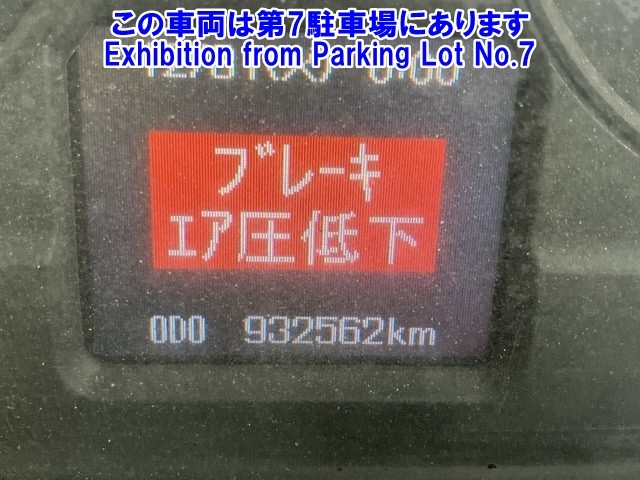 この車両は第7駐車場にあります
Exhibition from Parking Lot No.7
ブレーキ
エア圧低下
ODO 932562km